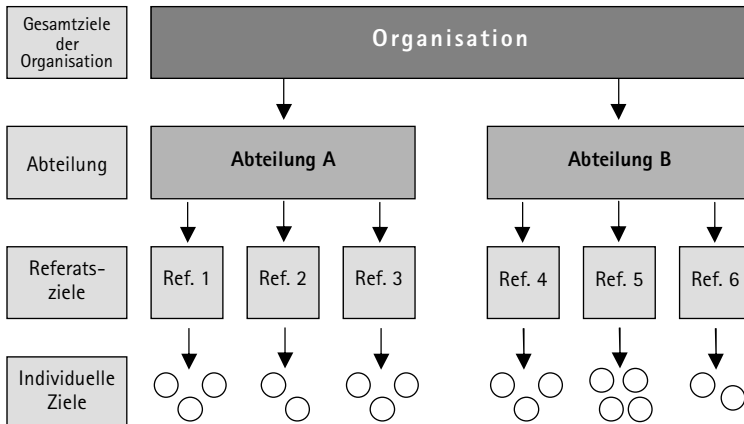 Gesamtziele
der
Organisation
Organisation
Abteilung
Abteilung A
Abteilung B
Referats-
ziele
Ref. 1
Ref. 2
Ref. 3
Ref. 4
Ref. 5
Ref. 6
Individuelle
Ziele